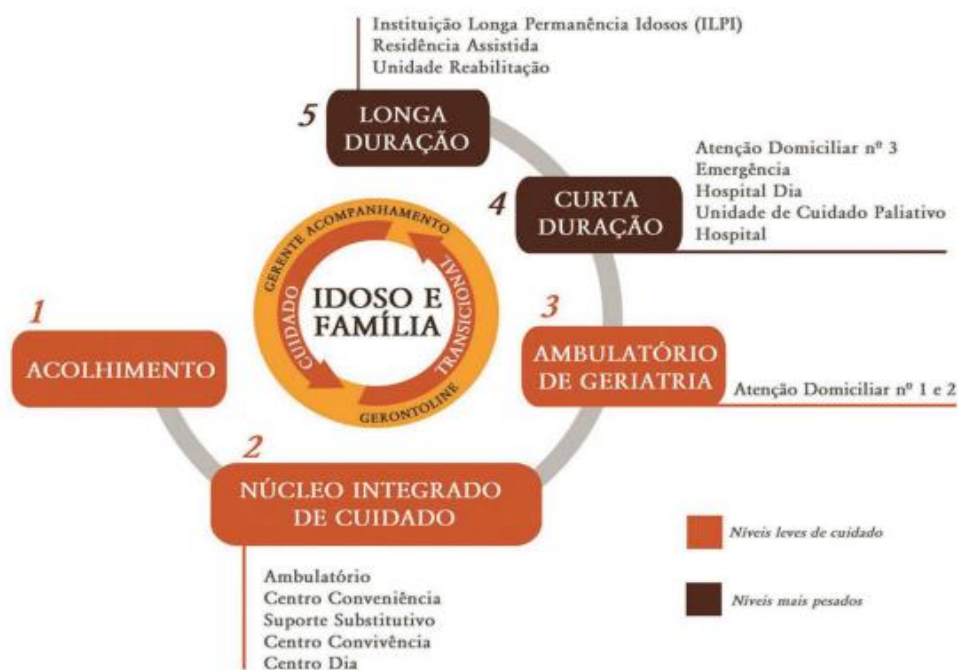 Instituição Longa Permanência Idosos (ILPI)
Residência Assistida
Unidade Reabilitação
5
LONGA
DURAÇÃO
Atenção Domiciliar nº 3
Emergência
Hospital Dia
Unidade de Cuidado Paliativo
Hospital
4
CURTA
DURAÇÃO
GERENTE ACOMPANHAMENTO
CUIDADO
TRANSICIONAL
IDOSO E
FAMÍLIA
GERONTOLINE
1
ACOLHIMENTO
3
AMBULATÓRIO
DE GERIATRIA
Atenção Domiciliar nº 1 e 2
2
NÚCLEO INTEGRADO
DE CUIDADO
Ambulatório
Centro Conveniência
Suporte Substitutivo
Centro Convivência
Centro Dia
Níveis leves de cuidado
Níveis mais pesados